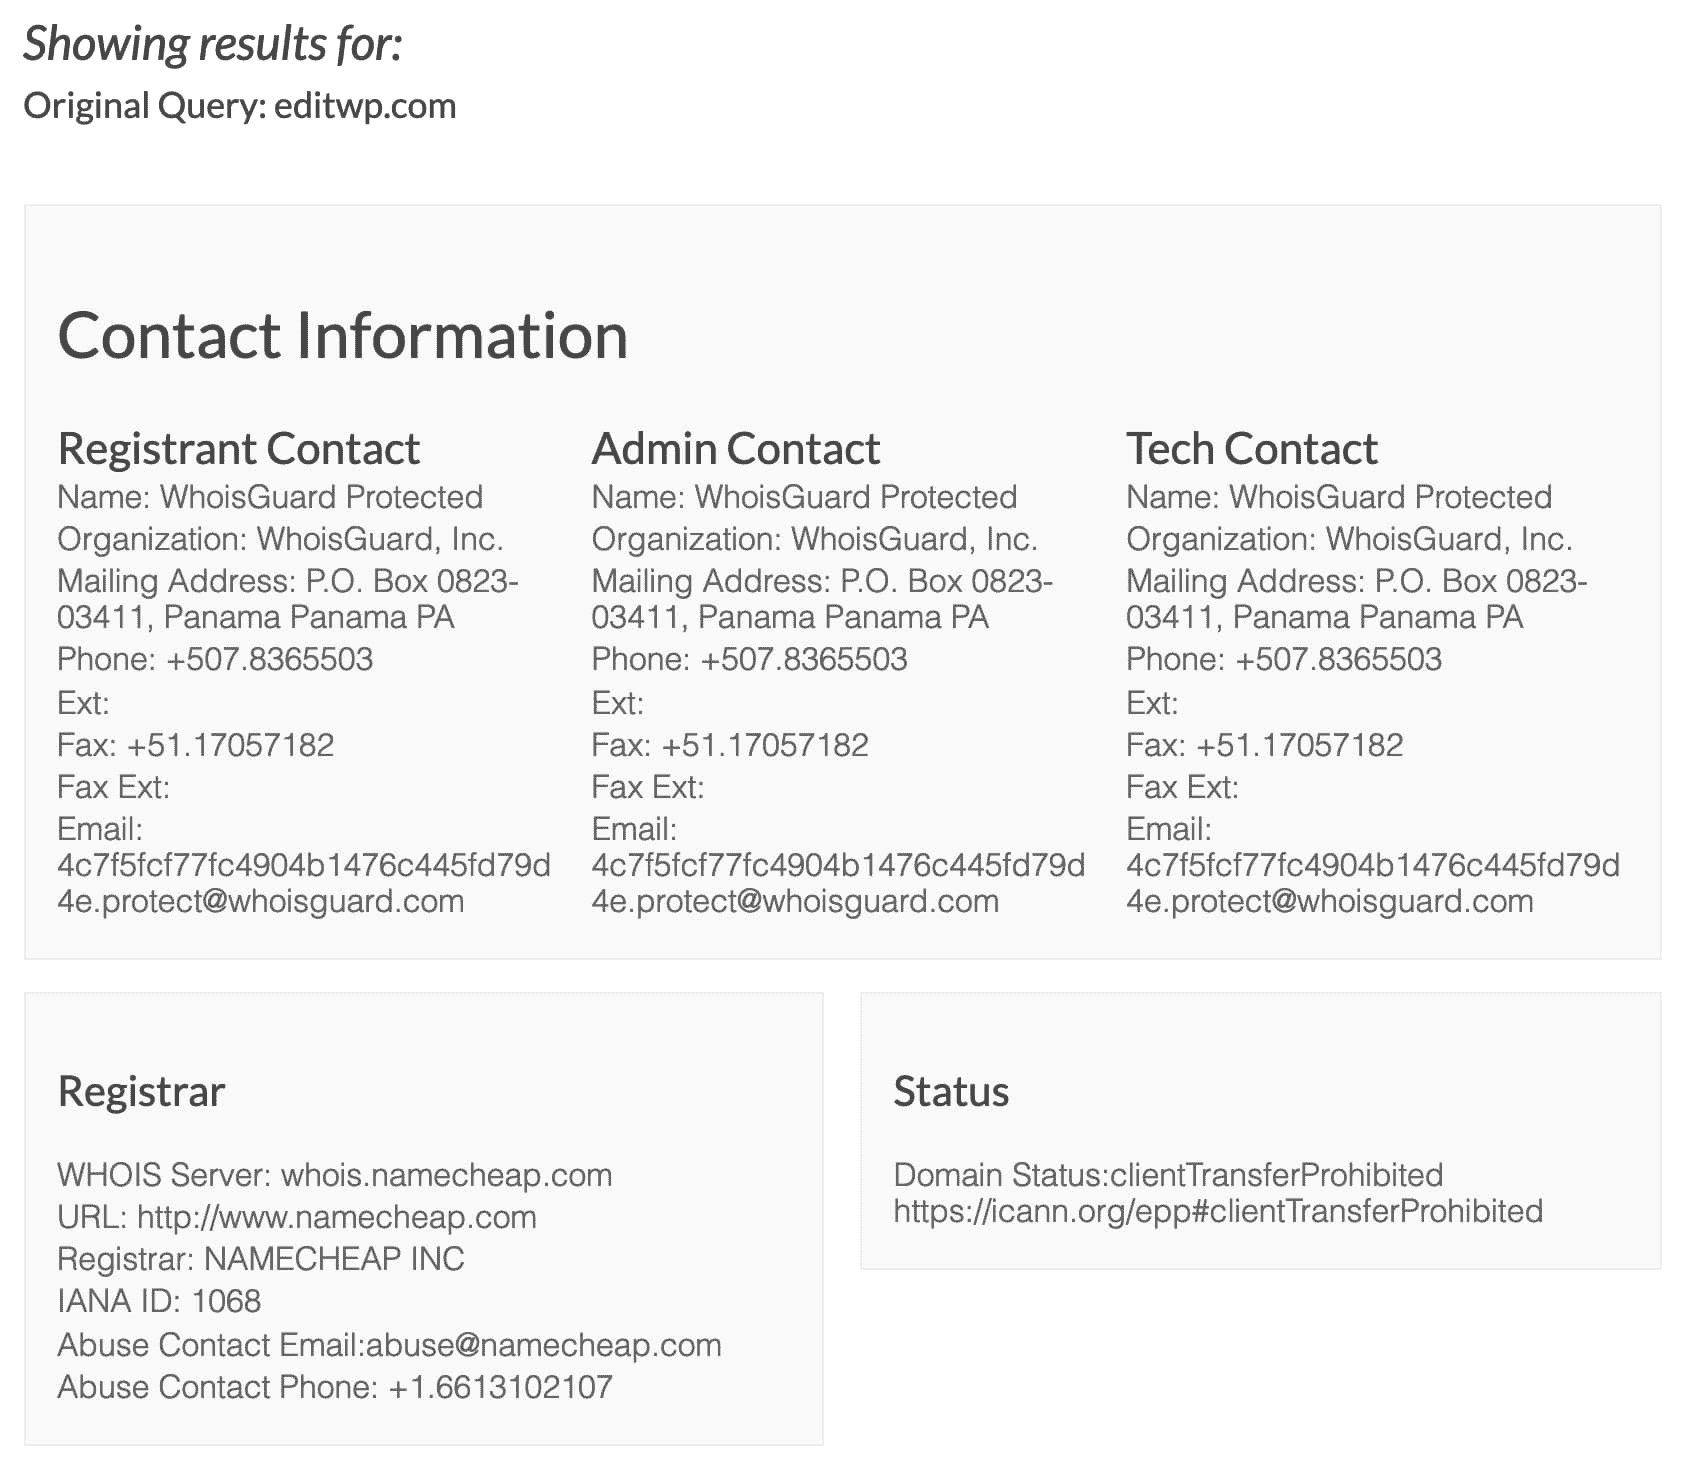 Showing results for:
Original Query: editwp.com
Contact Information
Registrant Contact
Name: WhoisGuard Protected
Organization: WhoisGuard, Inc.
Mailing Address: P.O. Box 0823-
03411, Panama Panama PA
Phone: +507.8365503
Ext:
Fax: +51.17057182
Fax Ext:
Email:
4c7f5fcf77fc4904b1476c445fd79d
4e.protect@whoisguard.com
Admin Contact
Name: WhoisGuard Protected
Organization: WhoisGuard, Inc.
Mailing Address: P.O. Box 0823-
03411, Panama Panama PA
Phone: +507.8365503
Ext:
Fax: +51.17057182
Fax Ext:
Email:
4c7f5fcf77fc4904b1476c445fd79d
4e.protect@whoisguard.com
Tech Contact
Name: WhoisGuard Protected
Organization: WhoisGuard, Inc.
Mailing Address: P.O. Box 0823-
03411, Panama Panama PA
Phone: +507.8365503
Ext:
Fax: +51.17057182
Fax Ext:
Email:
4c7f5fcf77fc4904b1476c445fd79d
4e.protect@whoisguard.com
Registrar
WHOIS Server: whois.namecheap.com
URL: http://www.namecheap.com
Registrar: NAMECHEAP INC
IANA ID: 1068
Abuse Contact Email:abuse@namecheap.com
Abuse Contact Phone: +1.6613102107
Status
Domain Status:clientTransferProhibited
https://icann.org/epp#clientTransferProhibited